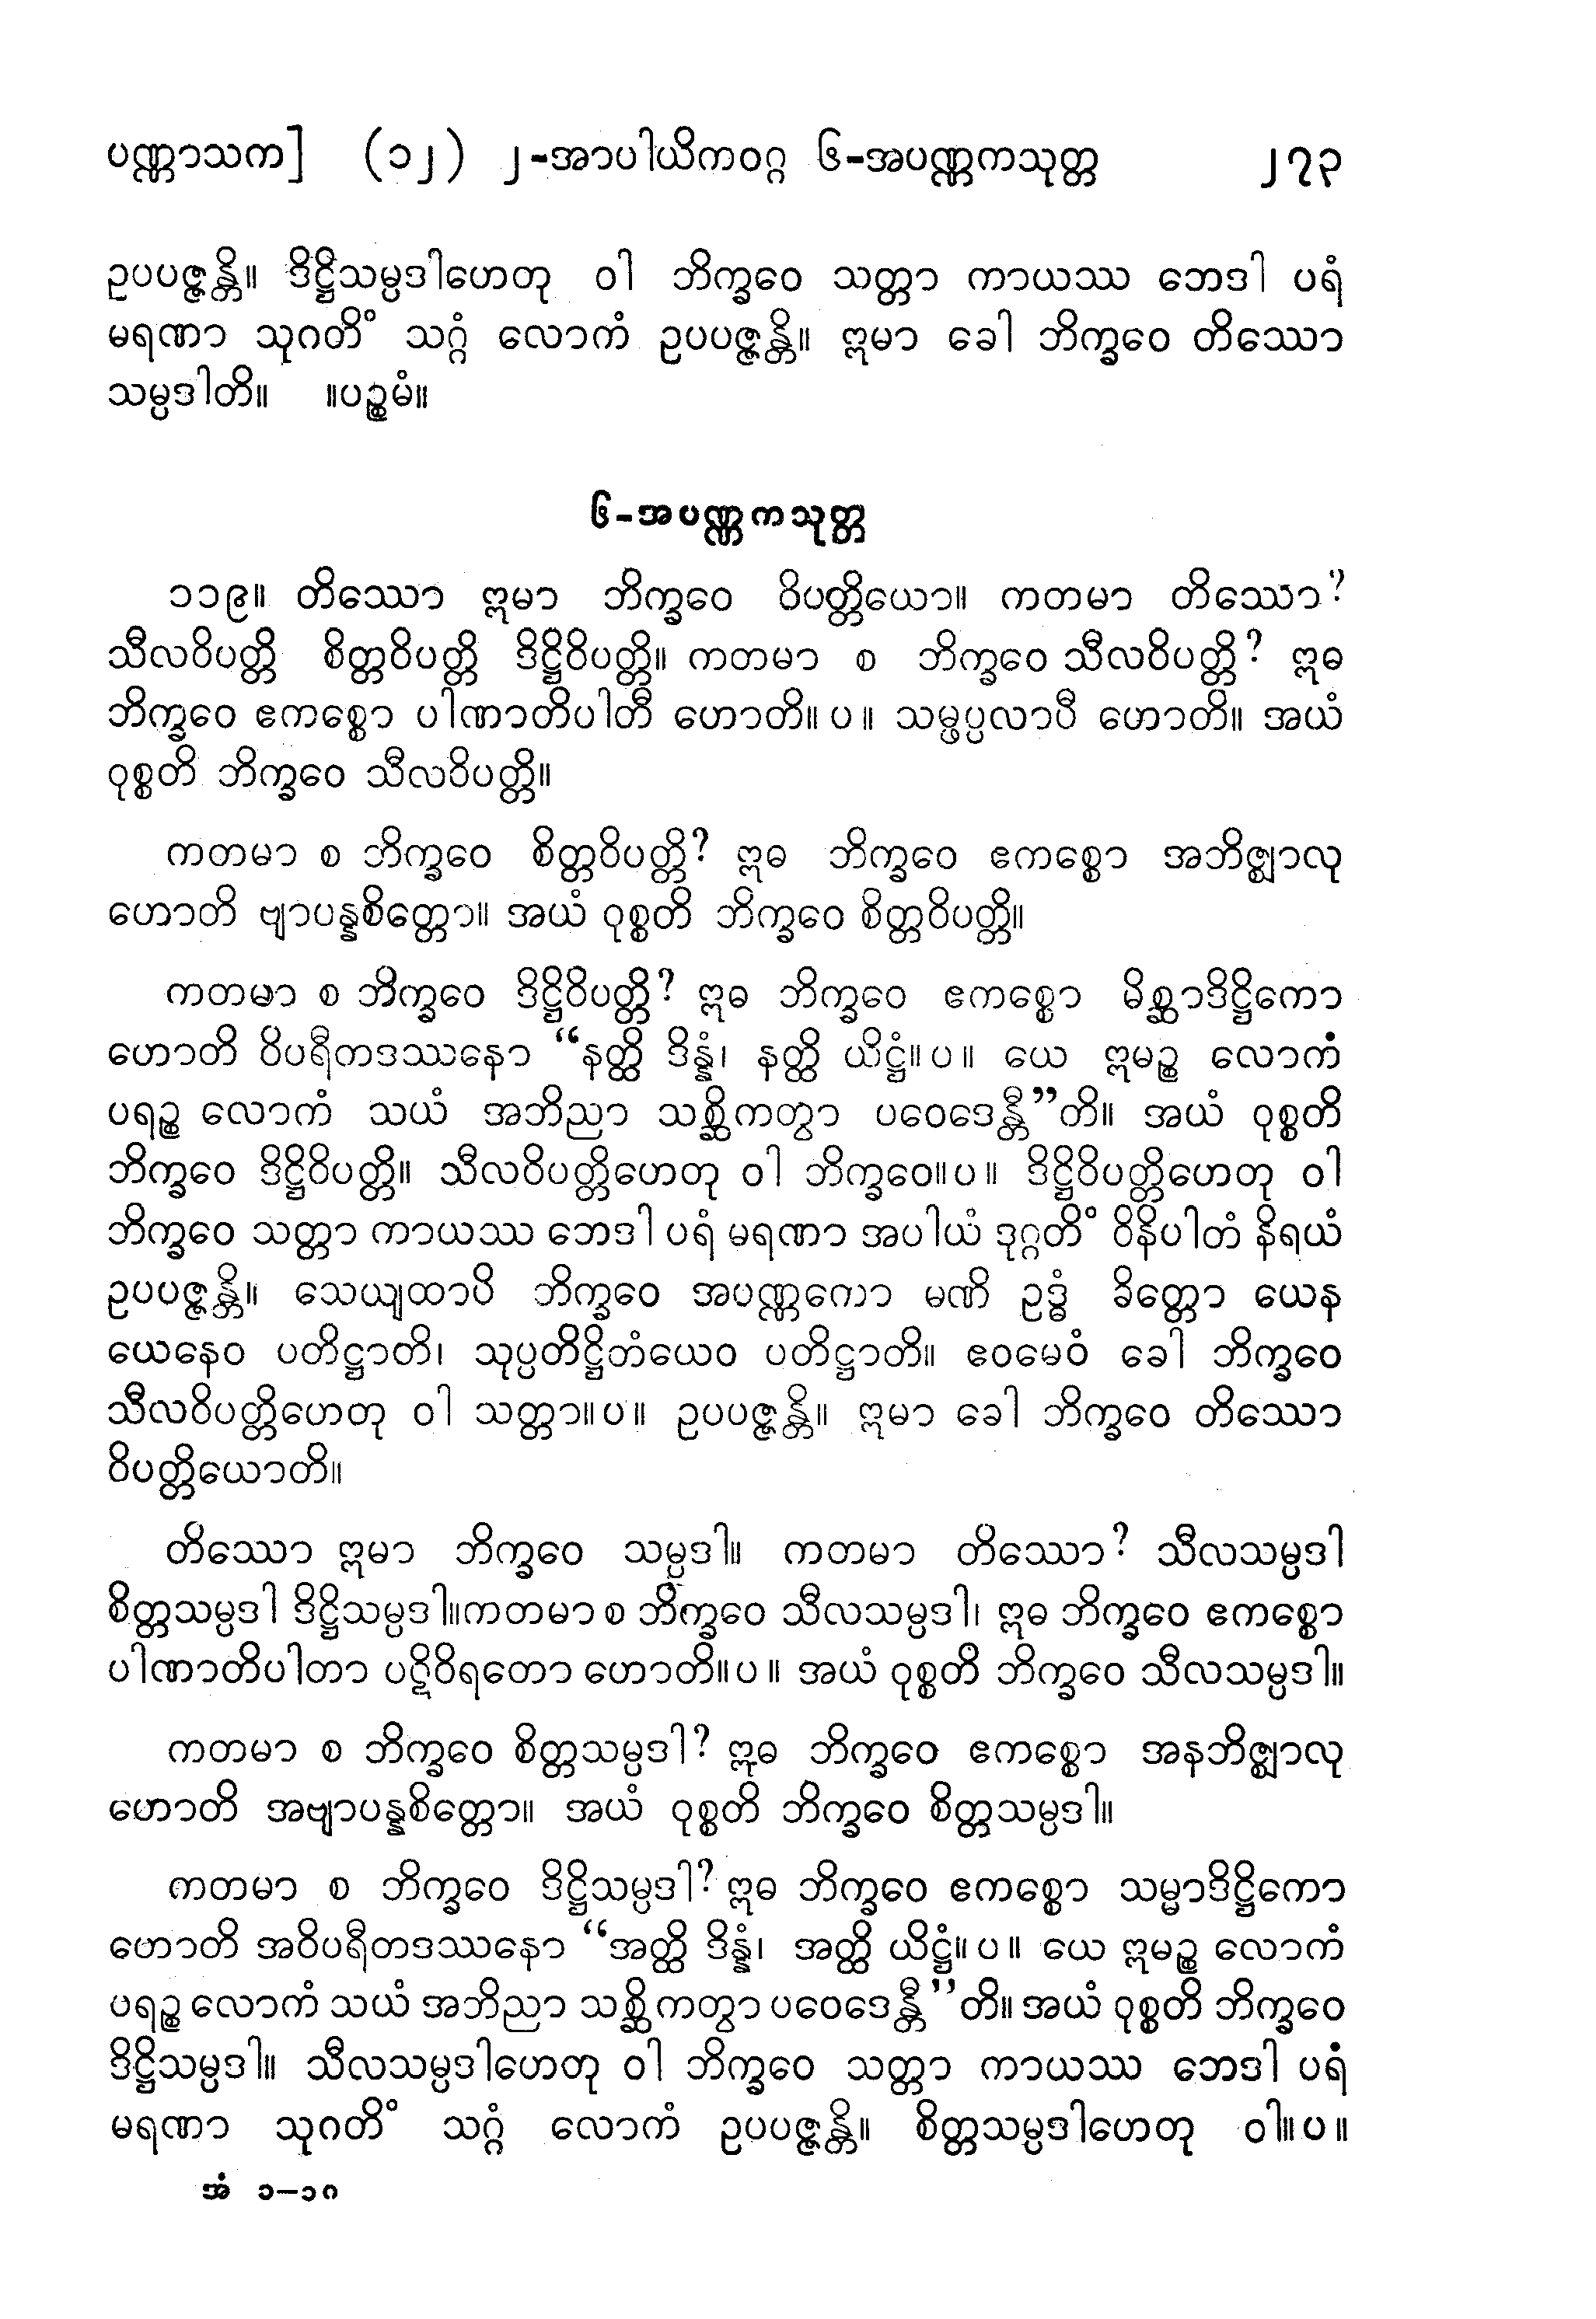 ပဏ္ဏာသက] (၁၂) ၂-အာပါယိကဝဂ္ဂ ၆-အပဏ္ဏကသုတ္တ ၂၇၃
ဥပပဇ္ဇန္တိ။ ဒိဋ္ဌိသမ္ပဒါဟေတု ဝါ ဘိက္ခဝေ သတ္တာ ကာယဿ ဘေဒါ ပရံ
မရဏာ သုဂတိံ သဂ္ဂံ လောကံ ဥပပဇ္ဇန္တိ။ ဣမာ ခေါ ဘိက္ခဝေ တိဿော
သမ္ပဒါတိ။ ။ပဉ္စမံ။
၆-အပဏ္ဏကသုတ္တ
၁၁၉။ တိဿော ဣမာ ဘိက္ခဝေ ဝိပတ္တိယော။ ကတမာ တိဿော?
သီလဝိပတ္တိ စိတ္တဝိပတ္တိ ဒိဋ္ဌိဝိပတ္တိ။ ကတမာ စ ဘိက္ခဝေ သီလဝိပတ္တိ? ဣဓ
ဘိက္ခဝေ ဧကစ္စော ပါဏာတိပါတီ ဟောတိ။ပ။ သမ္ဖပ္ပလာပီ ဟောတိ။ အယံ
ဝုစ္စတိ ဘိက္ခဝေ သီလဝိပတ္တိ။
ကတမာ စ ဘိက္ခဝေ စိတ္တဝိပတ္တိ? ဣဓ ဘိက္ခဝေ ဧကစ္စော အဘိဇ္ဈာလု
ဟောတိ ဗျာပန္နစိတ္တော။ အယံ ဝုစ္စတိ ဘိက္ခဝေ စိတ္တဝိပတ္တိ။
ကတမာ စ ဘိက္ခဝေ ဒိဋ္ဌိဝိပတ္တိ? ဣဓ ဘိက္ခဝေ ဧကစ္စော မိစ္ဆာဒိဋ္ဌိကော
ဟောတိ ဝိပရီတဒဿနော “နတ္ထိ ဒိန္နံ၊ နတ္ထိ ယိဋ္ဌံ။ပ။ ယေ ဣမဉ္စ လောကံ
ပရဉ္စ လောကံ သယံ အဘိညာ သစ္ဆိကတွာ ပဝေဒေန္တီ”တိ။ အယံ ဝုစ္စတိ
ဘိက္ခဝေ ဒိဋ္ဌိဝိပတ္တိ။ သီလဝိပတ္တိဟေတု ဝါ ဘိက္ခဝေ။ပ။ ဒိဋ္ဌိဝိပတ္တိဟေတု ဝါ
ဘိက္ခဝေ သတ္တာ ကာယဿ ဘေဒါ ပရံ မရဏာ အပါယံ ဒုဂ္ဂတိံ ဝိနိပါတံ နိရယံ
ဥပပဇ္ဇန္တိ။ သေယျထာပိ ဘိက္ခဝေ အပဏ္ဏကော မဏိ ဥဒ္ဓံ ခိတ္တော ယေန
ယေနေဝ ပတိဋ္ဌာတိ၊ သုပ္ပတိဋ္ဌိတံယေဝ ပတိဋ္ဌာတိ။ ဧဝမေဝံ ခေါ ဘိက္ခဝေ
သီလဝိပတ္တိဟေတု ဝါ သတ္တာ။ပ။ ဥပပဇ္ဇန္တိ။ ဣမာ ခေါ ဘိက္ခဝေ တိဿော
ဝိပတ္တိယောတိ။
တိဿော ဣမာ ဘိက္ခဝေ သမ္ပဒါ။ ကတမာ တိဿော? သီလသမ္ပဒါ
စိတ္တသမ္ပဒါ ဒိဋ္ဌိသမ္ပဒါ။ကတမာ စ ဘိက္ခဝေ သီလသမ္ပဒါ၊ ဣဓ ဘိက္ခဝေ ဧကစ္စော
ပါဏာတိပါတာ ပဋိဝိရတော ဟောတိ။ပ။ အယံ ဝုစ္စတိ ဘိက္ခဝေ သီလသမ္ပဒါ။
ကတမာ စ ဘိက္ခဝေ စိတ္တသမ္ပဒါ? ဣဓ ဘိက္ခဝေ ဧကစ္စော အနဘိဇ္ဈာလု
ဟောတိ အဗျာပန္နစိတ္တော။ အယံ ဝုစ္စတိ ဘိက္ခဝေ စိတ္တသမ္ပဒါ။
ကတမာ စ ဘိက္ခဝေ ဒိဋ္ဌိသမ္ပဒါ? ဣဓ ဘိက္ခဝေ ဧကစ္စော သမ္မာဒိဋ္ဌိကော
ဟောတိ အဝိပရီတဒဿနော “အတ္ထိ ဒိန္နံ၊ အတ္ထိ ယိဋ္ဌံ။ပ။ ယေ ဣမဉ္စ လောကံ
ပရဉ္စ လောကံ သယံ အဘိညာ သစ္ဆိကတွာ ပဝေဒေန္တီ”တိ။ အယံ ဝုစ္စတိ ဘိက္ခဝေ
ဒိဋ္ဌိသမ္ပဒါ။ သီလသမ္ပဒါဟေတု ဝါ ဘိက္ခဝေ သတ္တာ ကာယဿ ဘေဒါ ပရံ
မရဏာ သုဂတိံ သဂ္ဂံ လောကံ ဥပပဇ္ဇန္တိ။ စိတ္တသမ္ပဒါဟေတု ဝါ။ပ။
အံ ၁–၁၈